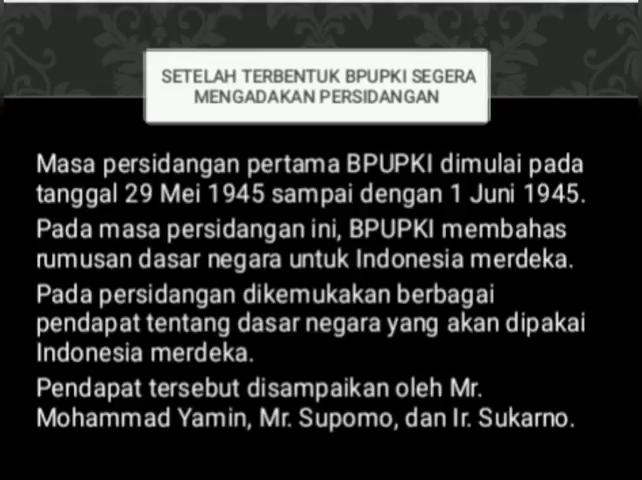 SETELAH TERBENTUK BPUPKI SEGERA
MENGADAKAN PERSIDANGAN
Masa persidangan pertama BPUPKI dimulai pada
tanggal 29 Mei 1945 sampai dengan 1 Juni 1945.
Pada masa persidangan ini, BPUPKI membahas
rumusan dasar negara untuk Indonesia merdeka.
Pada persidangan dikemukakan berbagai
pendapat tentang dasar negara yang akan dipakai
Indonesia merdeka.
Pendapat tersebut disampaikan oleh Mr.
Mohammad Yamin, Mr. Supomo, dan Ir. Sukarno.